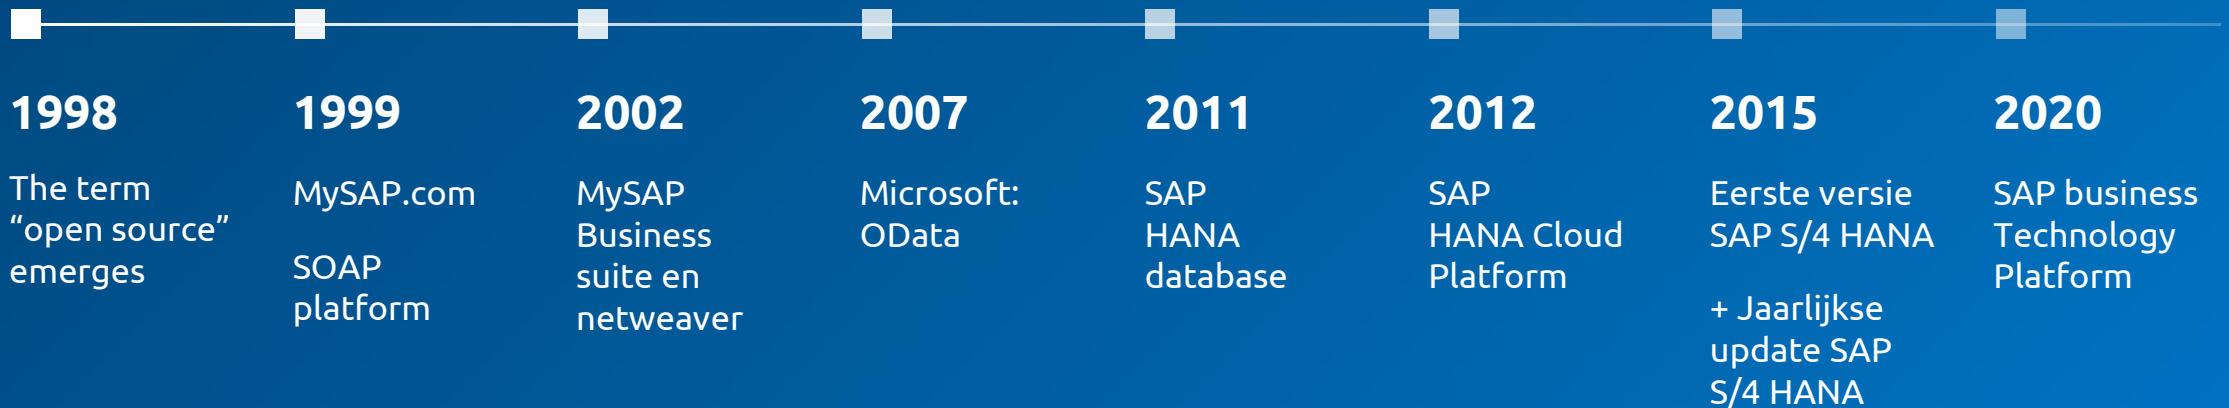 1998
The term
“open source”
emerges
1999
MySAP.com
SOAP
platform
2002
MySAP
Business
suite en
netweaver
2007
Microsoft:
OData
2011
SAP
HANA
database
2012
SAP
HANA Cloud
Platform
2015
Eerste versie
SAP S/4 HANA
+ Jaarlijkse
update SAP
S/4 HANA
2020
SAP business
Technology
Platform